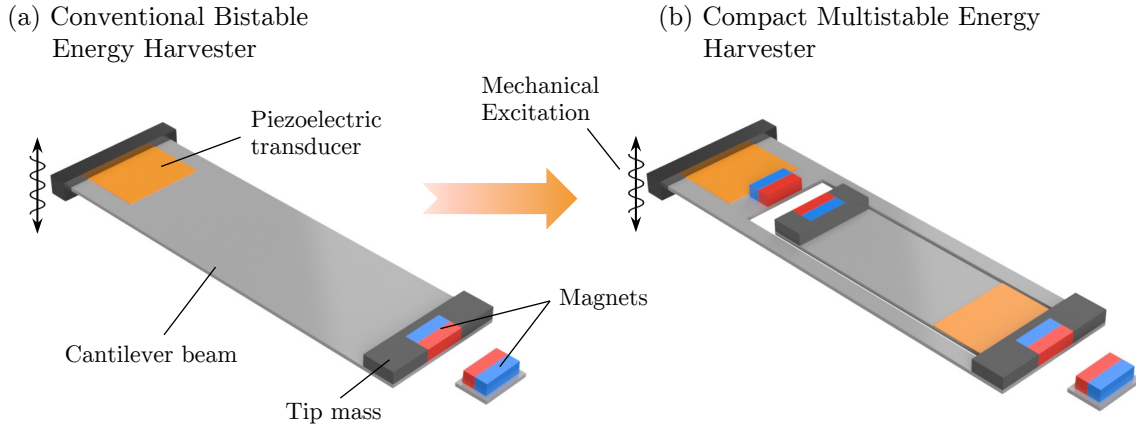 (a) Conventional Bistable
Energy Harvester
(b) Compact Multistable Energy
Harvester
Mechanical
Excitation
Piezoelectric
transducer
Magnets
Cantilever beam
Tip mass